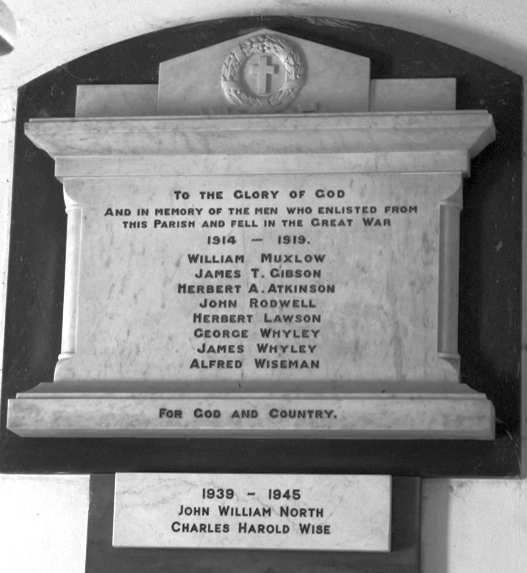 To the Glory of God
And in memory of the men who enlisted from
this Parish and fell in the Great War
1914 – 1919.
William Muxlow
James T. Gibson
Herbert A. Atkinson
John Rodwell
Herbert Lawson
George Whyley
James Whyley
Alfred Wiseman
For God and Country.
1939 – 1945
John William North
Charles Harold Wise